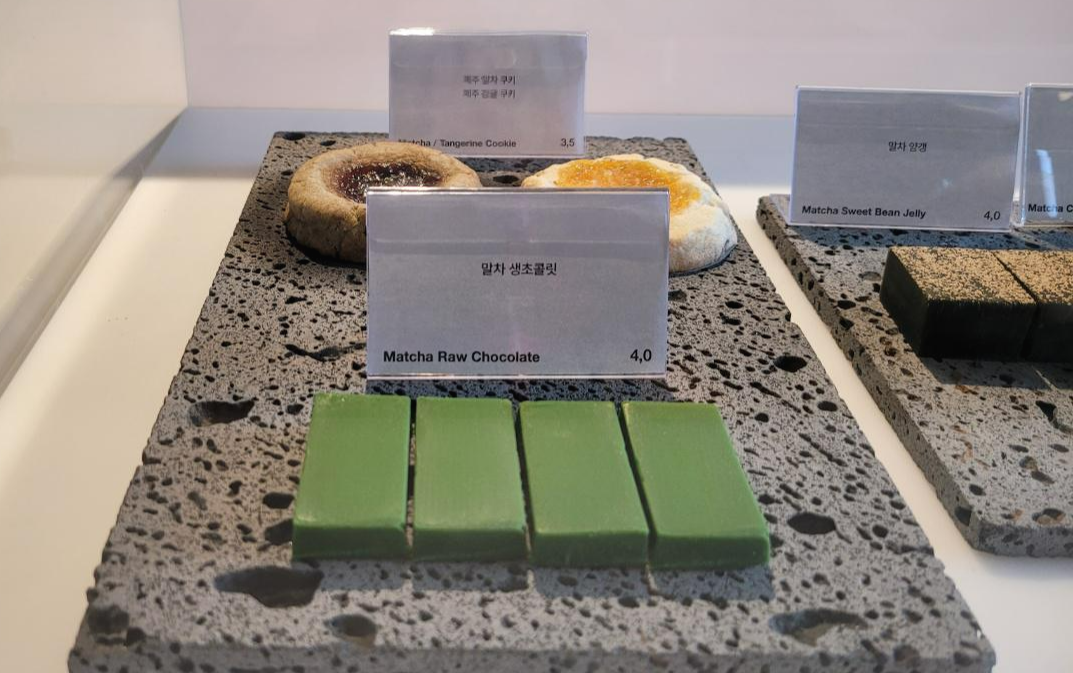 제주 말차 쿠키
제주 감귤 쿠키
Matcha / Tangerine Cookie 3,5
말차 생초콜릿
Matcha Raw Chocolate 4,0
말차 양갱
Matcha Sweet Bean Jelly 4,0
Matcha C